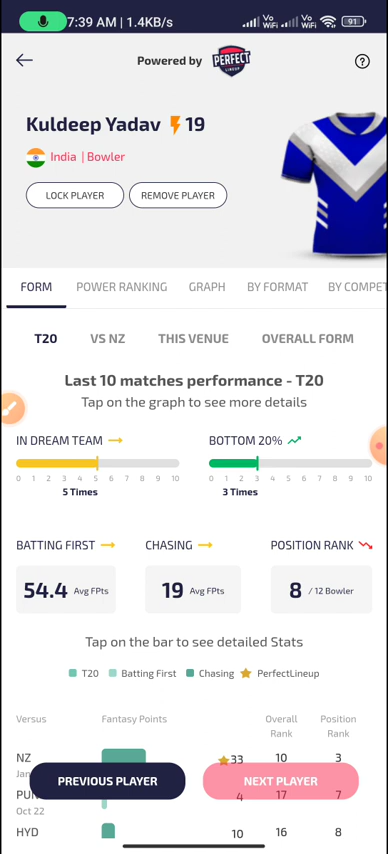 7:39 AM | 1.4KB/s
Vo WiFi Vo WiFi 91
Powered by PERFECT LINEUP
Kuldeep Yadav 19
India | Bowler
LOCK PLAYER REMOVE PLAYER
FORM POWER RANKING GRAPH BY FORMAT BY COMPET
T20 VS NZ THIS VENUE OVERALL FORM
Last 10 matches performance - T20
Tap on the graph to see more details
IN DREAM TEAM BOTTOM 20%
0 1 2 3 4 5 6 7 8 9 10 0 1 2 3 4 5 6 7 8 9 10
5 Times 3 Times
BATTING FIRST CHASING POSITION RANK
54.4 Avg FPts 19 Avg FPts 8 / 12 Bowler
Tap on the bar to see detailed Stats
T20 Batting First Chasing PerfectLineup
Versus Fantasy Points Overall Rank Position Rank
NZ 33 10 3
Jan
PREVIOUS PLAYER NEXT PLAYER
PUN 4 17 7
Oct 22
HYD 10 16 8